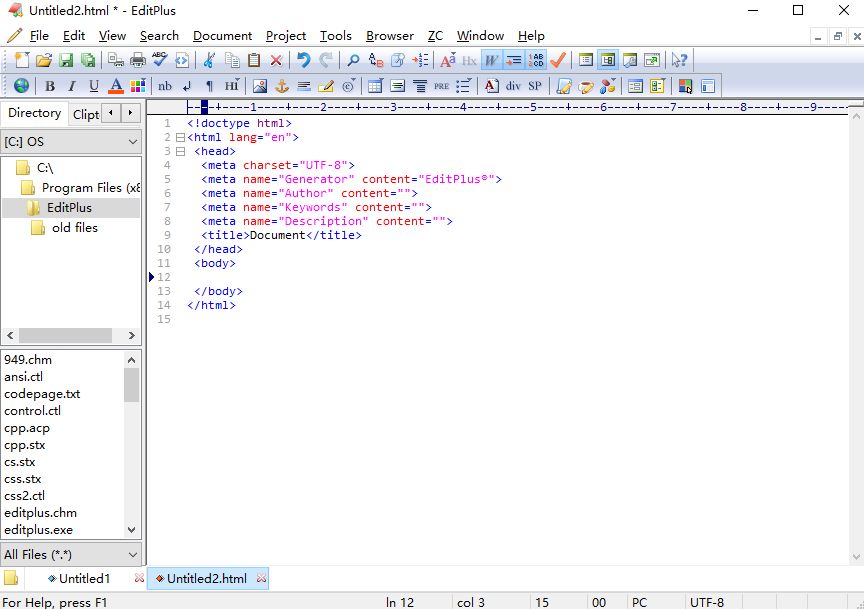 Untitled2.html * - EditPlus
File Edit View Search Document Project Tools Browser ZC Window Help
nb HI PRE div SP
Directory Clipt
[C:] OS
C:\
Program Files (x8
EditPlus
old files
949.chm
ansi.ctl
codepage.txt
control.ctl
cpp.acp
cpp.stx
cs.stx
css.stx
css2.ctl
editplus.chm
editplus.exe
All Files (*.*)
----+----1----+----2----+----3----+----4----+----5----+----6----+----7----+----8----+----9----
1 <!doctype html>
2 <html lang="en">
3 <head>
4 <meta charset="UTF-8">
5 <meta name="Generator" content="EditPlus®">
6 <meta name="Author" content="">
7 <meta name="Keywords" content="">
8 <meta name="Description" content="">
9 <title>Document</title>
10 </head>
11 <body>
12
13 </body>
14 </html>
15
Untitled1 Untitled2.html
For Help, press F1 ln 12 col 3 15 00 PC UTF-8